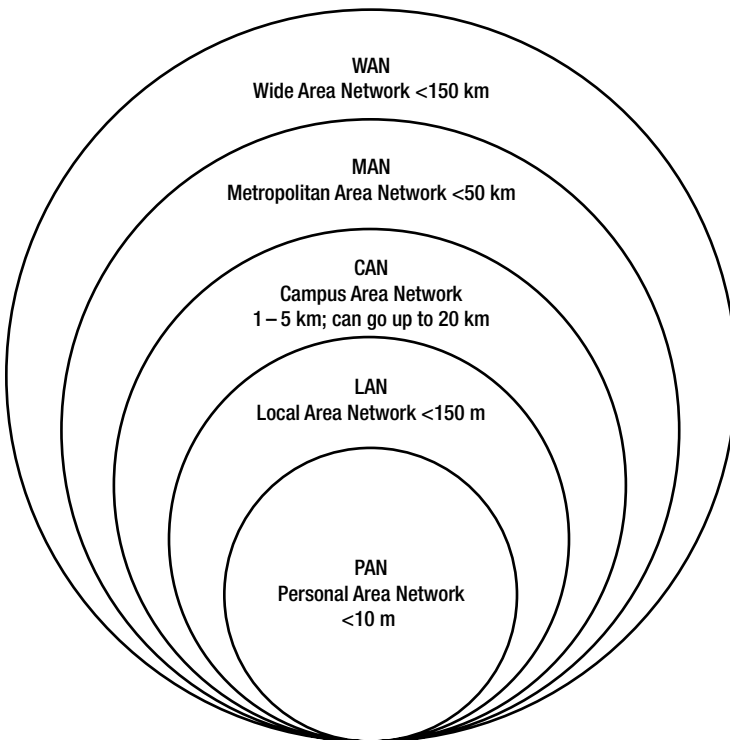 WAN
Wide Area Network <150 km
MAN
Metropolitan Area Network <50 km
CAN
Campus Area Network
1 – 5 km; can go up to 20 km
LAN
Local Area Network <150 m
PAN
Personal Area Network
<10 m